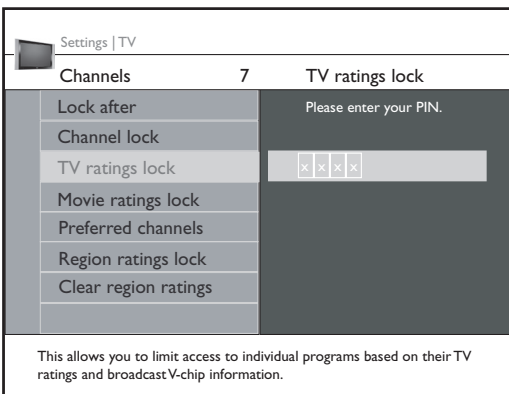 Settings | TV
Channels 7 TV ratings lock
Lock after
Channel lock
TV ratings lock
Movie ratings lock
Preferred channels
Region ratings lock
Clear region ratings
Please enter your PIN.
x x x x
This allows you to limit access to individual programs based on their TV
ratings and broadcast V-chip information.